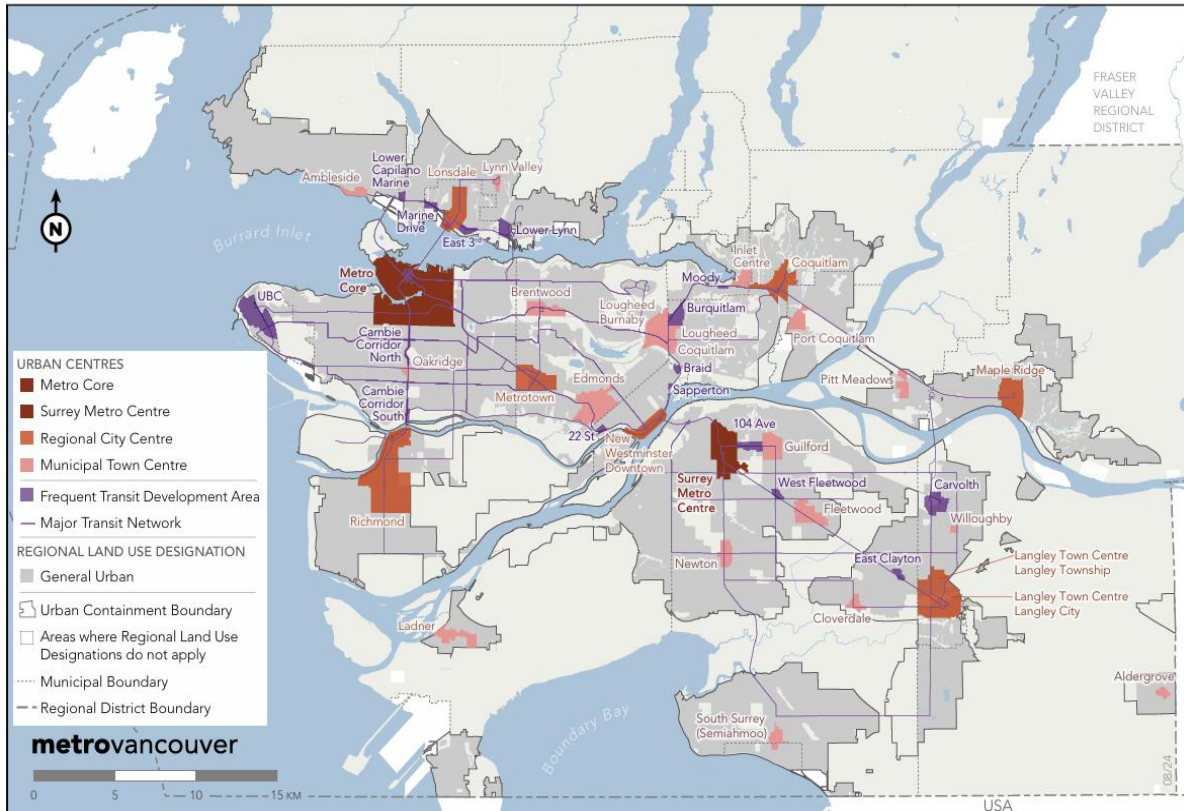 FRASER
VALLEY
REGIONAL
DISTRICT
N
Burrard Inlet
Ambleside
Lower
Capilano
Marine
Lonsdale
Lynn Valley
Marine
Drive
East 3rd
Lower Lynn
Metro
Core
UBC
Brentwood
Lougheed
Burnaby
Moody
Inlet
Centre
Coquitlam
Burquitlam
Lougheed
Coquitlam
Port Coquitlam
Cambie
Corridor
North
Oakridge
Metrotown
Edmonds
Braid
Sapperton
Pitt Meadows
Maple Ridge
Cambie
Corridor
South
22 St
New
Westminster
Downtown
104 Ave
Guilford
Richmond
Surrey
Metro
Centre
West Fleetwood
Fleetwood
Carvolth
Willoughby
Newton
East Clayton
Langley Town Centre
Langley Township
Langley Town Centre
Langley City
Cloverdale
Ladner
Aldergrove
South Surrey
(Semiahmoo)
Boundary Bay
USA
08/24
URBAN CENTRES
Metro Core
Surrey Metro Centre
Regional City Centre
Municipal Town Centre
Frequent Transit Development Area
Major Transit Network
REGIONAL LAND USE DESIGNATION
General Urban
Urban Containment Boundary
Areas where Regional Land Use
Designations do not apply
Municipal Boundary
Regional District Boundary
metrovancouver
0 5 10 15 KM